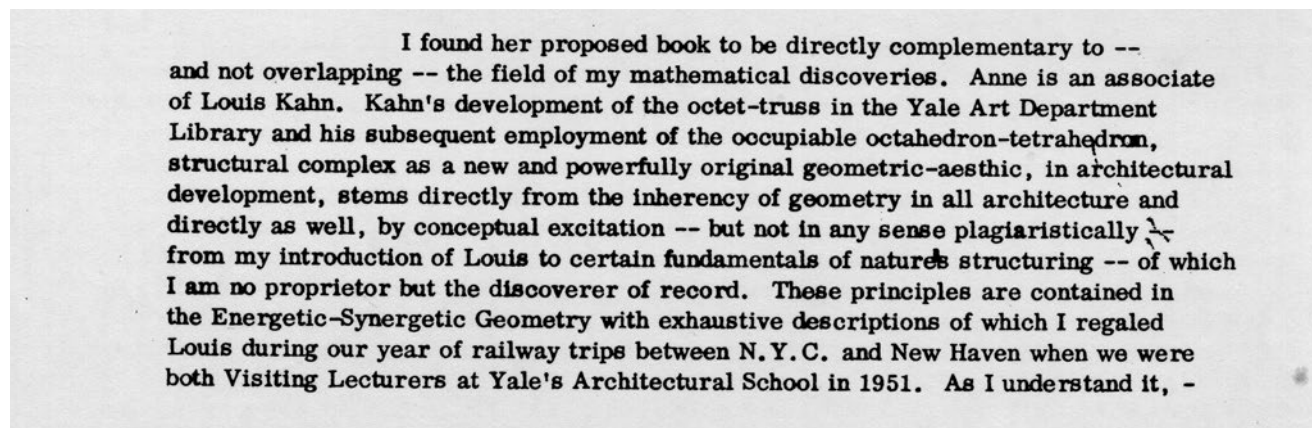 I found her proposed book to be directly complementary to --
and not overlapping -- the field of my mathematical discoveries. Anne is an associate
of Louis Kahn. Kahn's development of the octet-truss in the Yale Art Department
Library and his subsequent employment of the occupiable octahedron-tetrahedron,
structural complex as a new and powerfully original geometric-aesthic, in architectural
development, stems directly from the inherency of geometry in all architecture and
directly as well, by conceptual excitation -- but not in any sense plagiaristically --
from my introduction of Louis to certain fundamentals of nature's structuring -- of which
I am no proprietor but the discoverer of record. These principles are contained in
the Energetic-Synergetic Geometry with exhaustive descriptions of which I regaled
Louis during our year of railway trips between N.Y.C. and New Haven when we were
both Visiting Lecturers at Yale's Architectural School in 1951. As I understand it, -